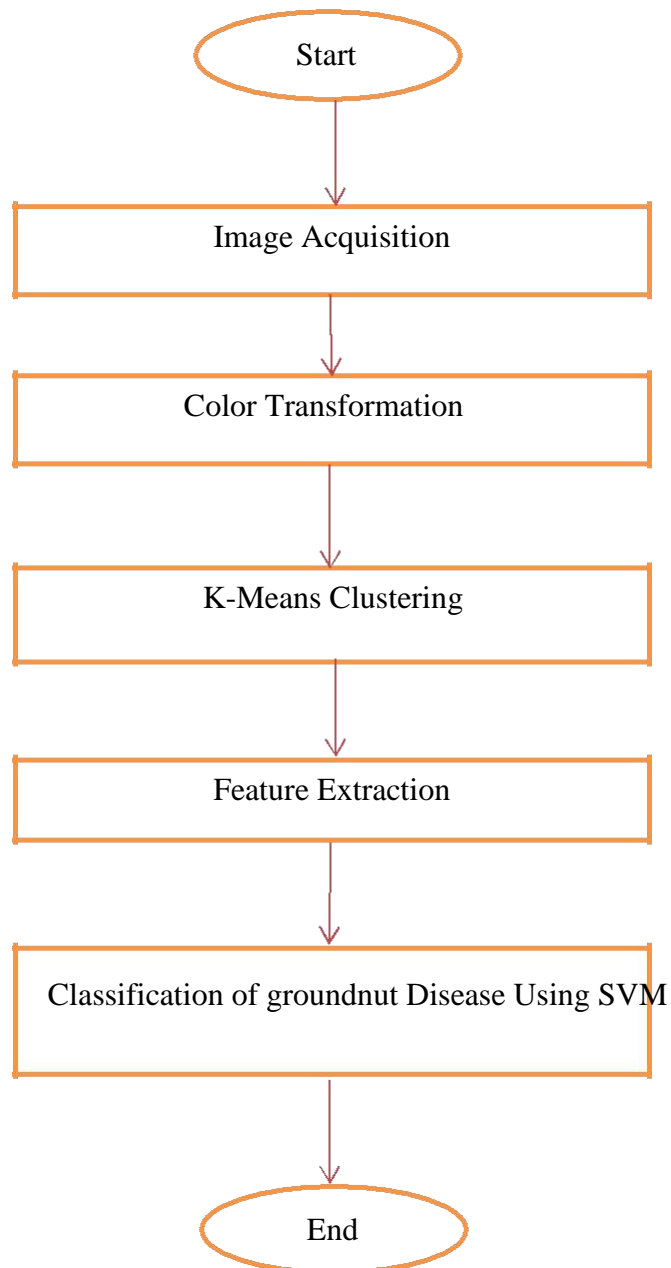 Start
Image Acquisition
Color Transformation
K-Means Clustering
Feature Extraction
Classification of groundnut Disease Using SVM
End